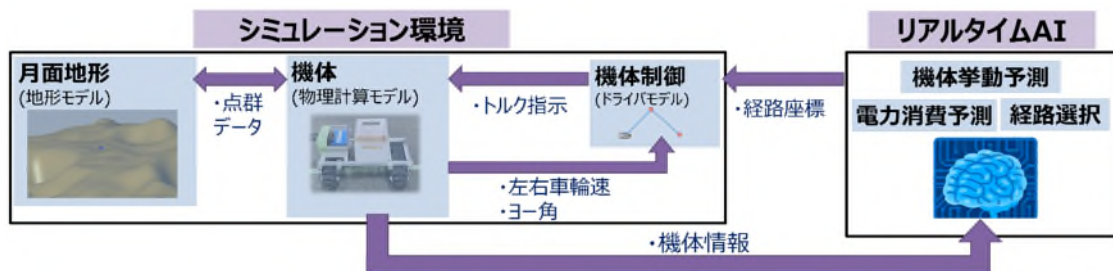 シミュレーション環境
リアルタイムAI
月面地形
(地形モデル)
・点群
データ
機体
(物理計算モデル)
・トルク指示
機体制御
(ドライバモデル)
・左右車輪速
・ヨー角
・経路座標
機体挙動予測
電力消費予測
経路選択
・機体情報